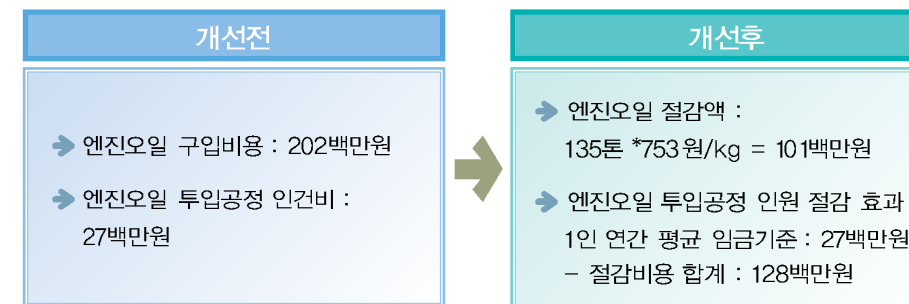 개선전
엔진오일 구입비용 : 202백만원
엔진오일 투입공정 인건비 :
27백만원
개선후
엔진오일 절감액 :
135톤 *753원/kg = 101백만원
엔진오일 투입공정 인원 절감 효과
1인 연간 평균 임금기준 : 27백만원
- 절감비용 합계 : 128백만원